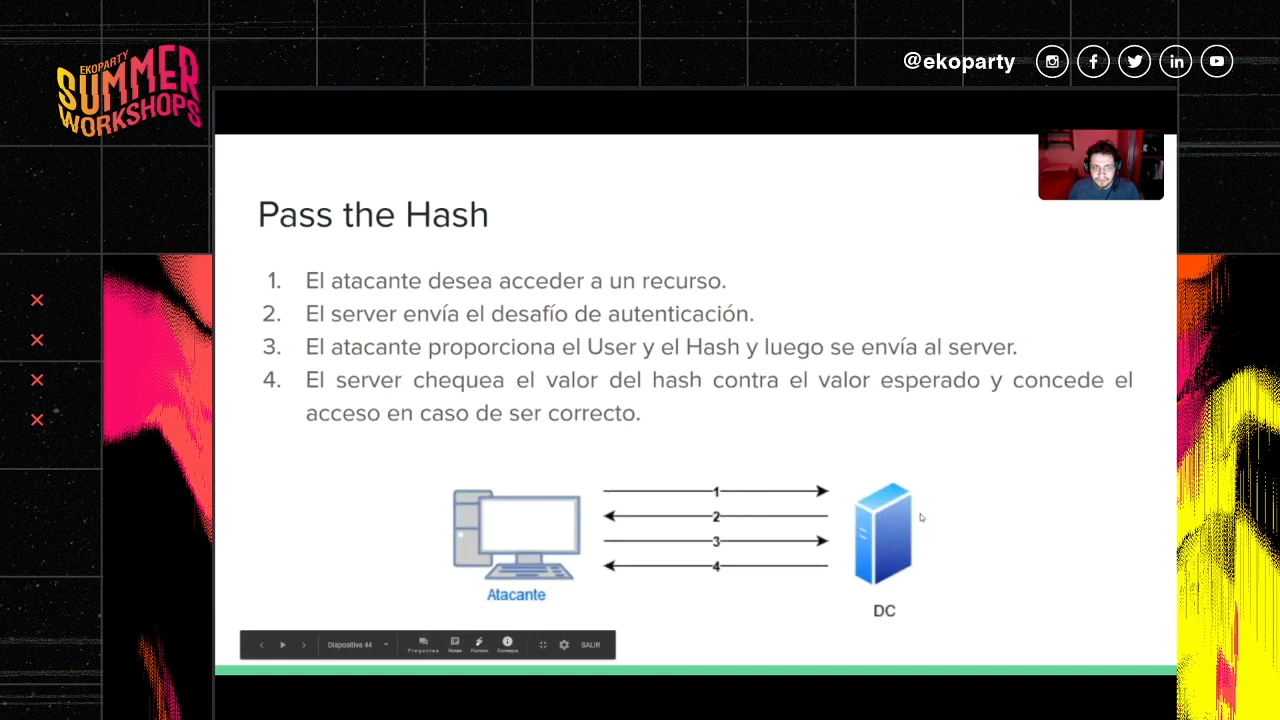 EKOPARTY
SUMMER
WORKSHOPS
@ekoparty
Pass the Hash
1. El atacante desea acceder a un recurso.
2. El server envía el desafío de autenticación.
3. El atacante proporciona el User y el Hash y luego se envía al server.
4. El server chequea el valor del hash contra el valor esperado y concede el
acceso en caso de ser correcto.
1
2
3
4
Atacante
DC
Diapositiva 44
Preguntas
Notas
Puntero
SALIR